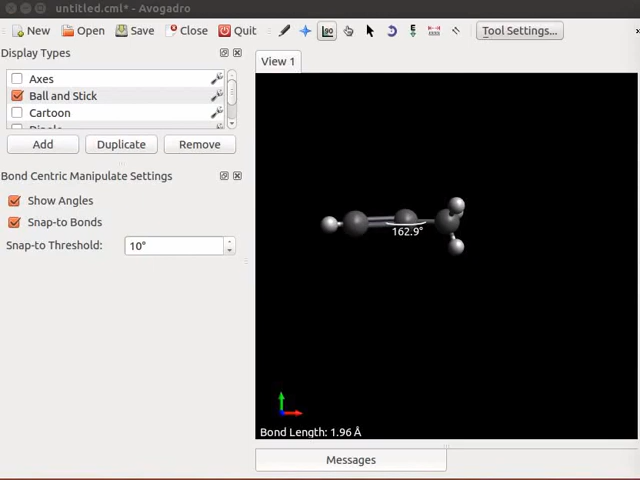 untitled.cml* - Avogadro
New Open Save Close Quit Tool Settings...
Display Types
Axes
Ball and Stick
Cartoon
Add Duplicate Remove
Bond Centric Manipulate Settings
Show Angles
Snap-to Bonds
Snap-to Threshold: 10°
View 1
90
E
162.9°
Bond Length: 1.96 Å
Messages